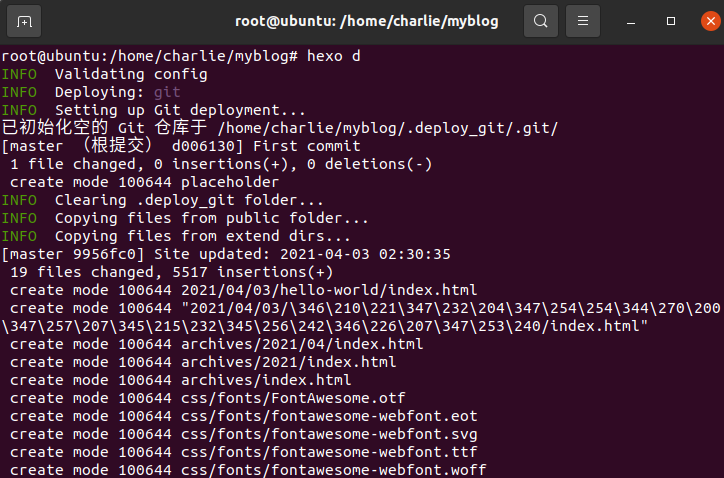 root@ubuntu: /home/charlie/myblog
root@ubuntu:/home/charlie/myblog# hexo d
INFO  Validating config
INFO  Deploying: git
INFO  Setting up Git deployment...
已初始化空的 Git 仓库于 /home/charlie/myblog/.deploy_git/.git/
[master （根提交） d006130] First commit
 1 file changed, 0 insertions(+), 0 deletions(-)
 create mode 100644 placeholder
INFO  Clearing .deploy_git folder...
INFO  Copying files from public folder...
INFO  Copying files from extend dirs...
[master 9956fc0] Site updated: 2021-04-03 02:30:35
 19 files changed, 5517 insertions(+)
 create mode 100644 2021/04/03/hello-world/index.html
 create mode 100644 "2021/04/03/\346\210\221\347\232\204\347\254\254\344\270\200
\347\257\207\345\215\232\345\256\242\346\226\207\347\253\240/index.html"
 create mode 100644 archives/2021/04/index.html
 create mode 100644 archives/2021/index.html
 create mode 100644 archives/index.html
 create mode 100644 css/fonts/FontAwesome.otf
 create mode 100644 css/fonts/fontawesome-webfont.eot
 create mode 100644 css/fonts/fontawesome-webfont.svg
 create mode 100644 css/fonts/fontawesome-webfont.ttf
 create mode 100644 css/fonts/fontawesome-webfont.woff